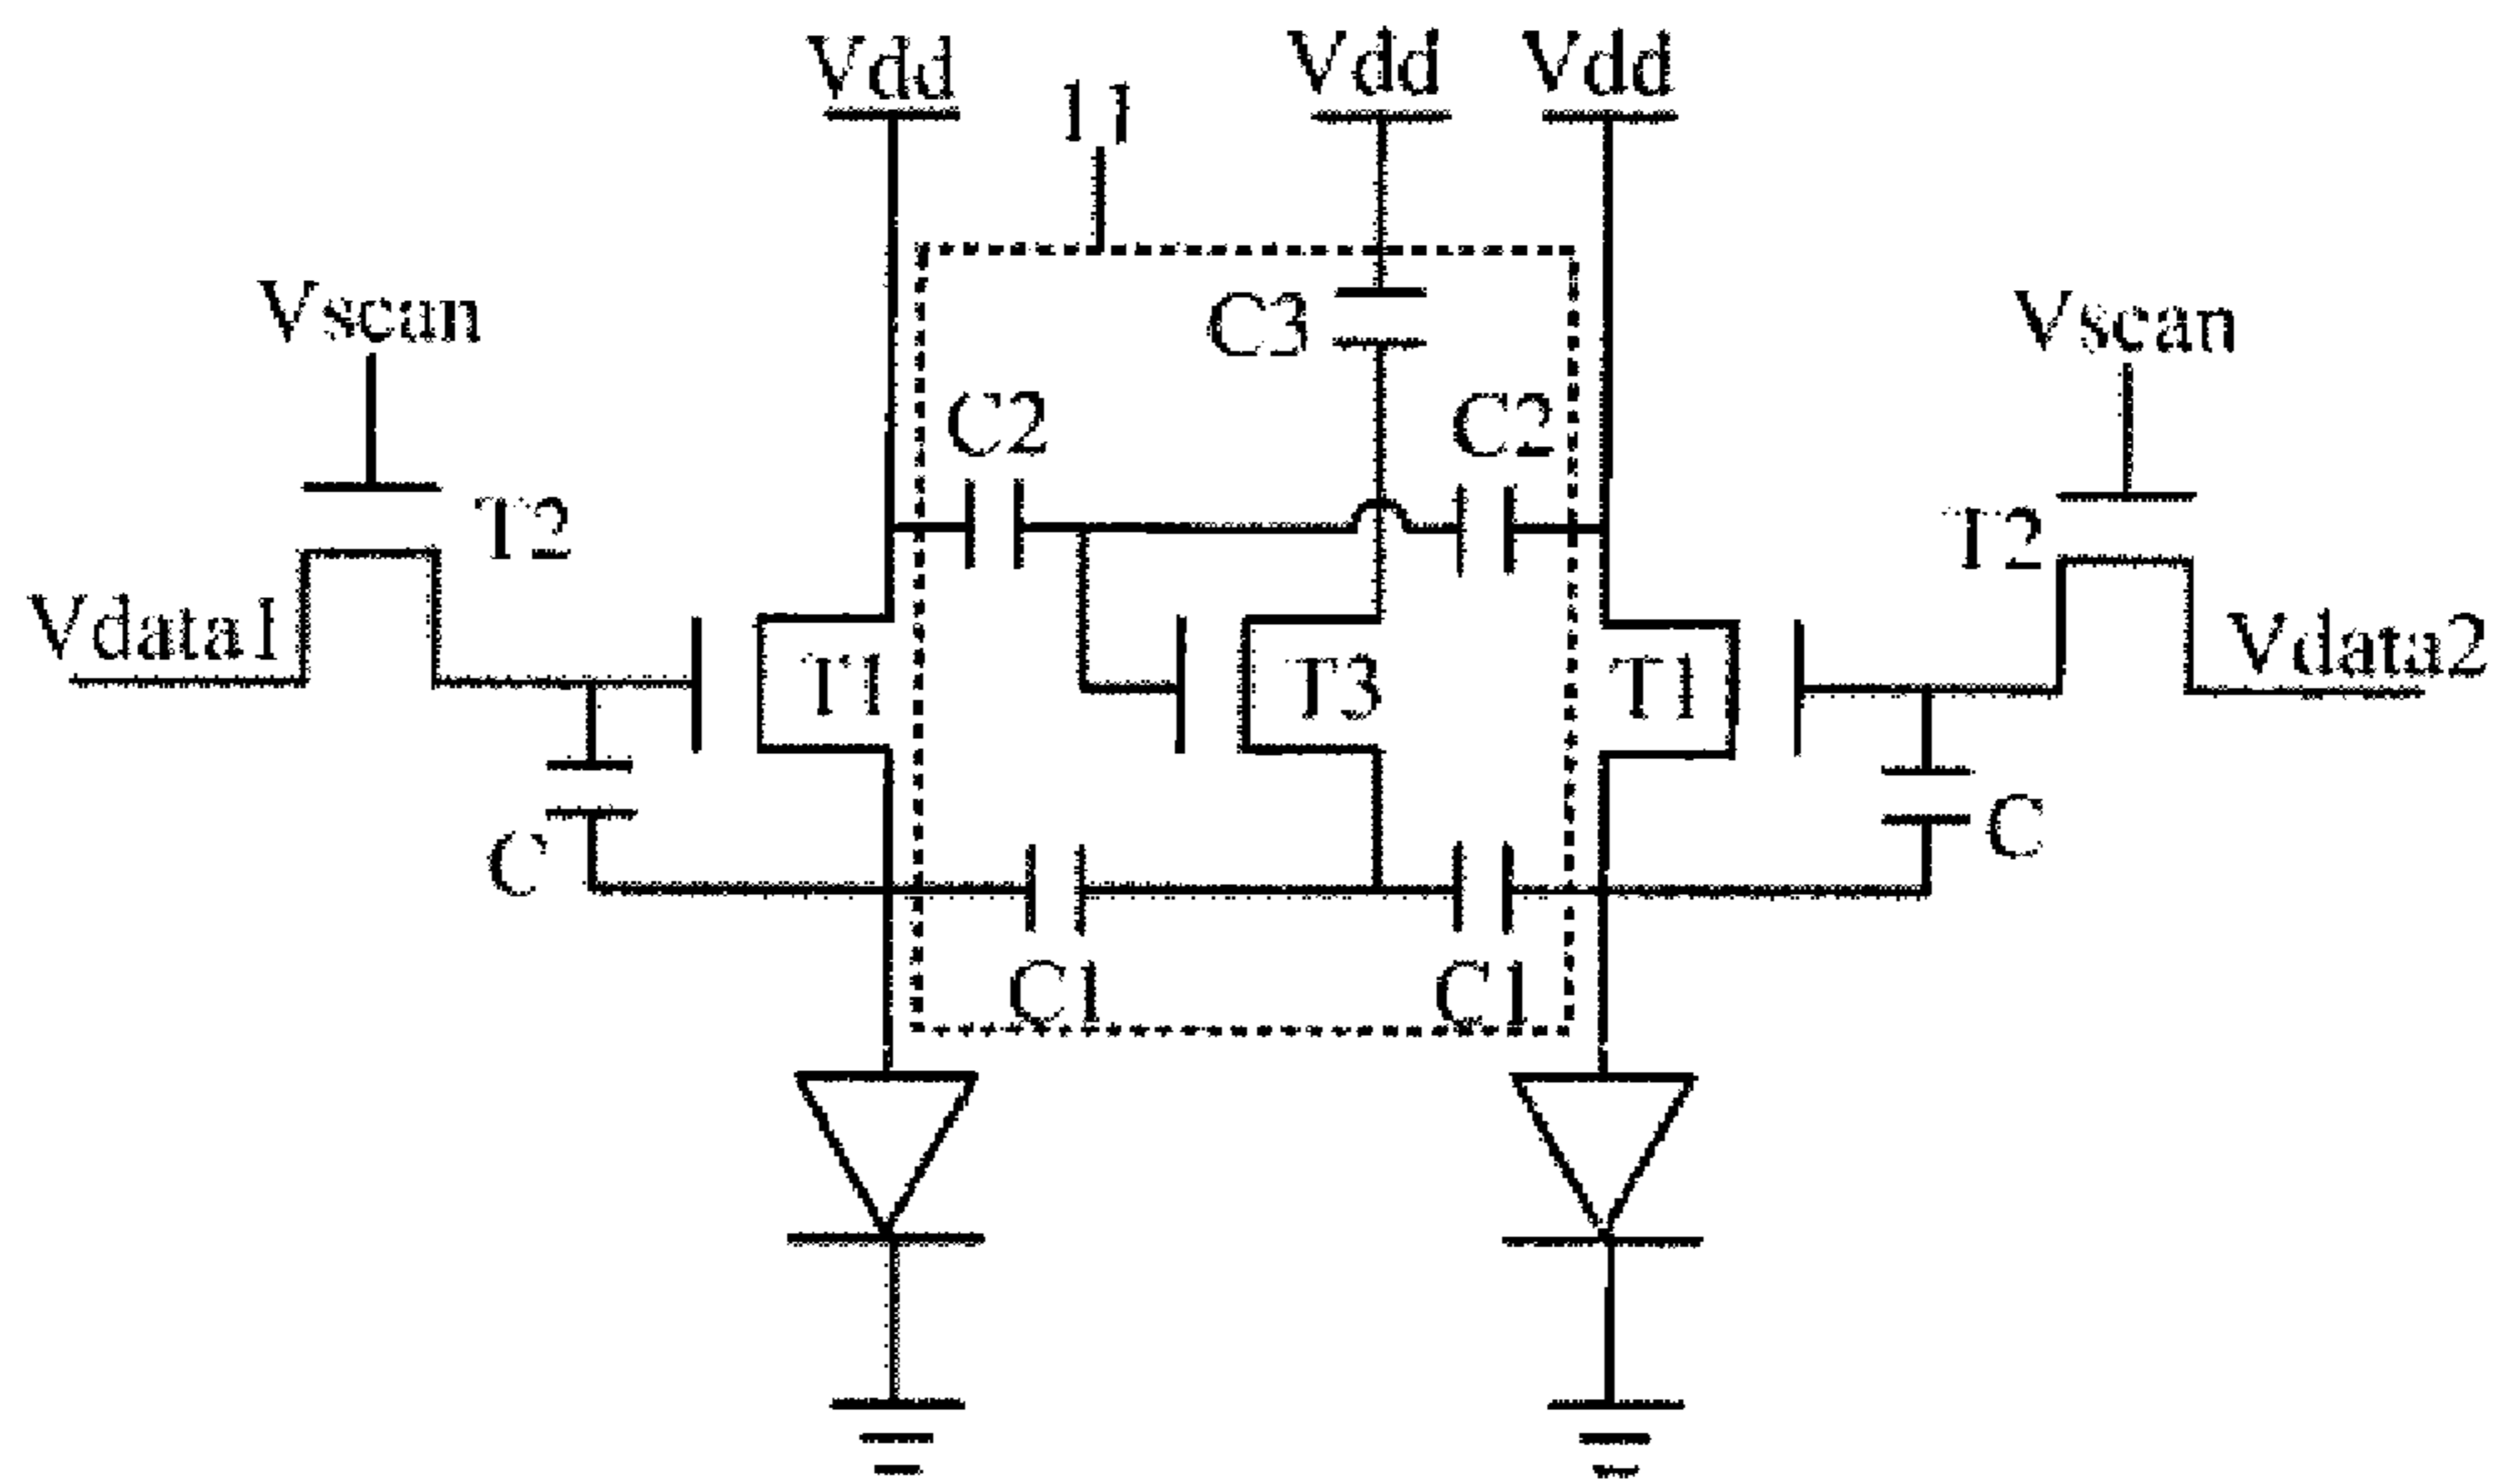 Vdd
11
Vdd
Vdd
Vscan
C3
Vscan
C2
C2
T2
T2
Vdata1
T1
T3
T1
Vdata2
C
C
C1
C1